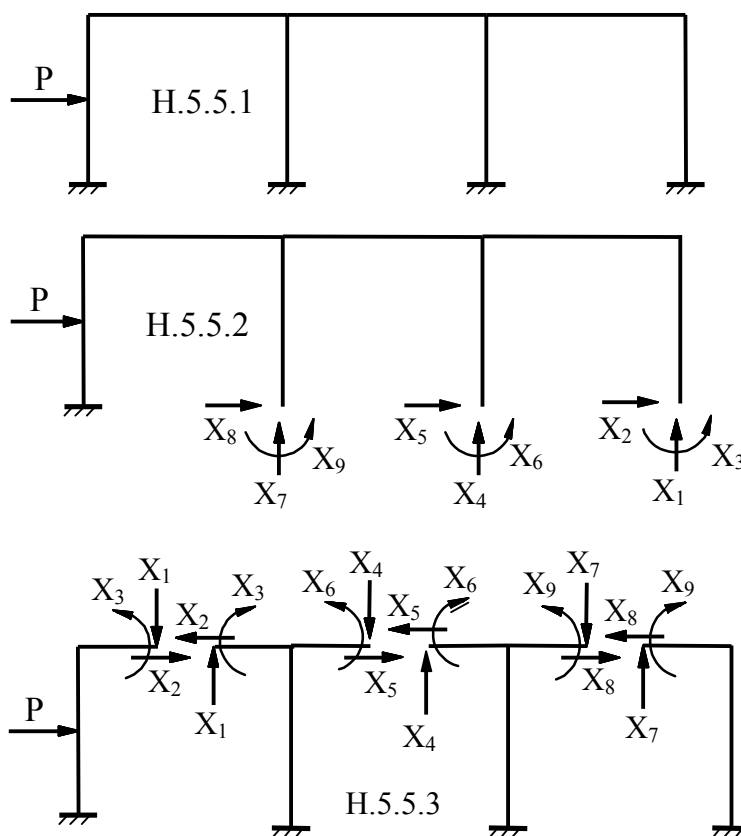 P
H.5.5.1
P
H.5.5.2
X₈ X₉ X₅ X₆ X₂ X₃
X₇ X₄ X₁
X₃ X₁ X₂ X₃ X₆ X₄ X₅ X₆ X₉ X₇ X₈ X₉
X₂ X₁ X₅ X₄ X₈ X₇
P
H.5.5.3